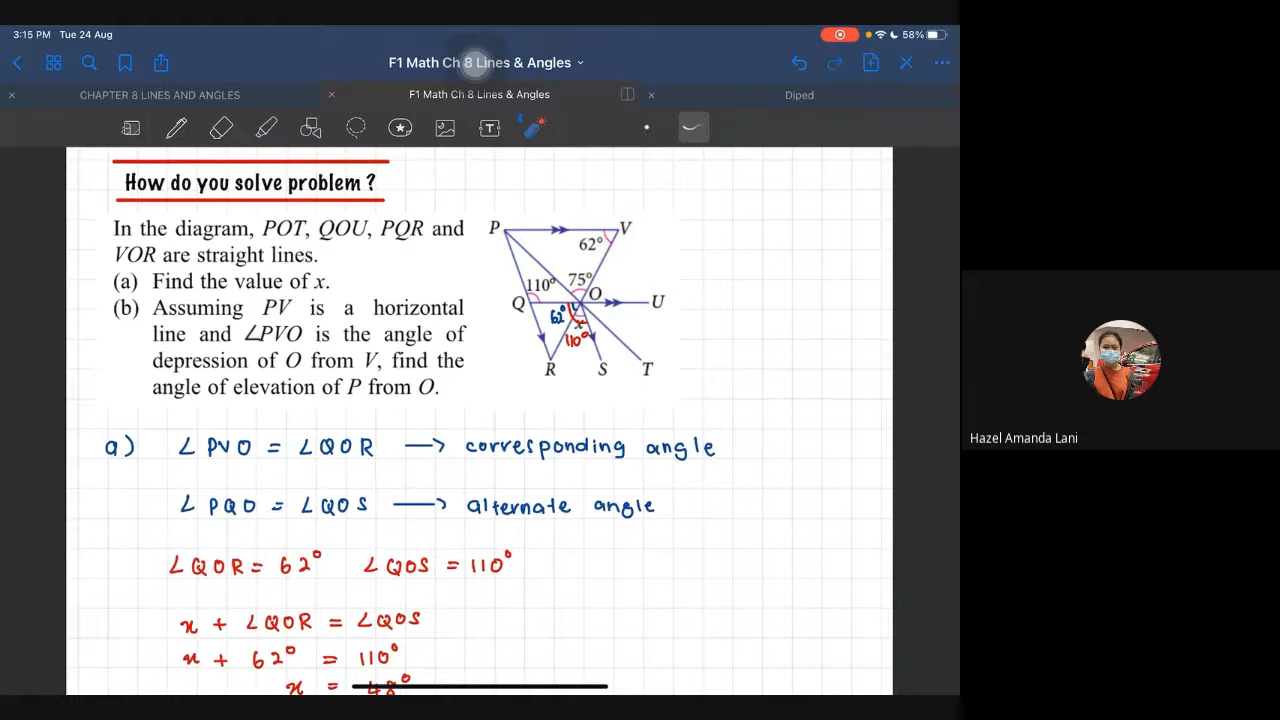 3:15 PM Tue 24 Aug
58%
F1 Math Ch 8 Lines & Angles
CHAPTER 8 LINES AND ANGLES
F1 Math Ch 8 Lines & Angles
Diped
How do you solve problem ?
In the diagram, POT, QOU, PQR and
VOR are straight lines.
(a) Find the value of x.
(b) Assuming PV is a horizontal
line and ∠PVO is the angle of
depression of O from V, find the
angle of elevation of P from O.
P
V
62°
110°
75°
O
Q
U
62°
x
110°
R
S
T
a) ∠PVO = ∠QOR → corresponding angle
∠PQO = ∠QOS → alternate angle
∠QOR = 62° ∠QOS = 110°
x + ∠QOR = ∠QOS
x + 62° = 110°
x = 48°
Hazel Amanda Lani